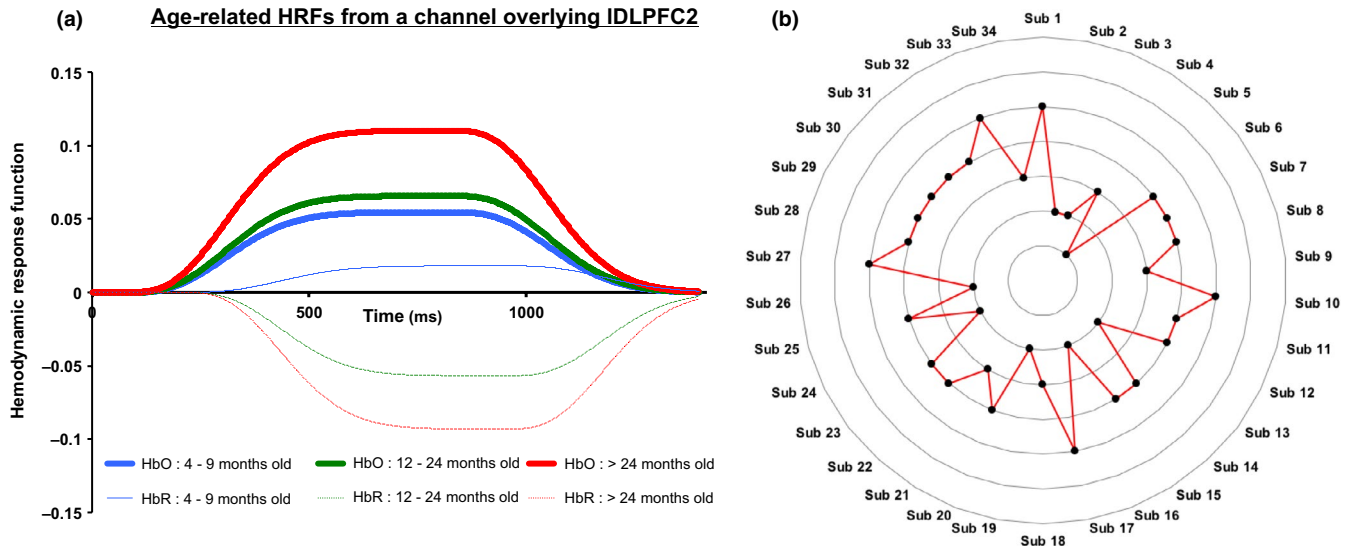 (a)
Age-related HRFs from a channel overlying lDLPFC2
Hemodynamic response function
0.15
0.1
0.05
0
–0.05
–0.1
–0.15
0
500
1000
Time (ms)
HbO : 4 - 9 months old
HbO : 12 - 24 months old
HbO : > 24 months old
HbR : 4 - 9 months old
HbR : 12 - 24 months old
HbR : > 24 months old
(b)
Sub 1
Sub 2
Sub 3
Sub 4
Sub 5
Sub 6
Sub 7
Sub 8
Sub 9
Sub 10
Sub 11
Sub 12
Sub 13
Sub 14
Sub 15
Sub 16
Sub 17
Sub 18
Sub 19
Sub 20
Sub 21
Sub 22
Sub 23
Sub 24
Sub 25
Sub 26
Sub 27
Sub 28
Sub 29
Sub 30
Sub 31
Sub 32
Sub 33
Sub 34